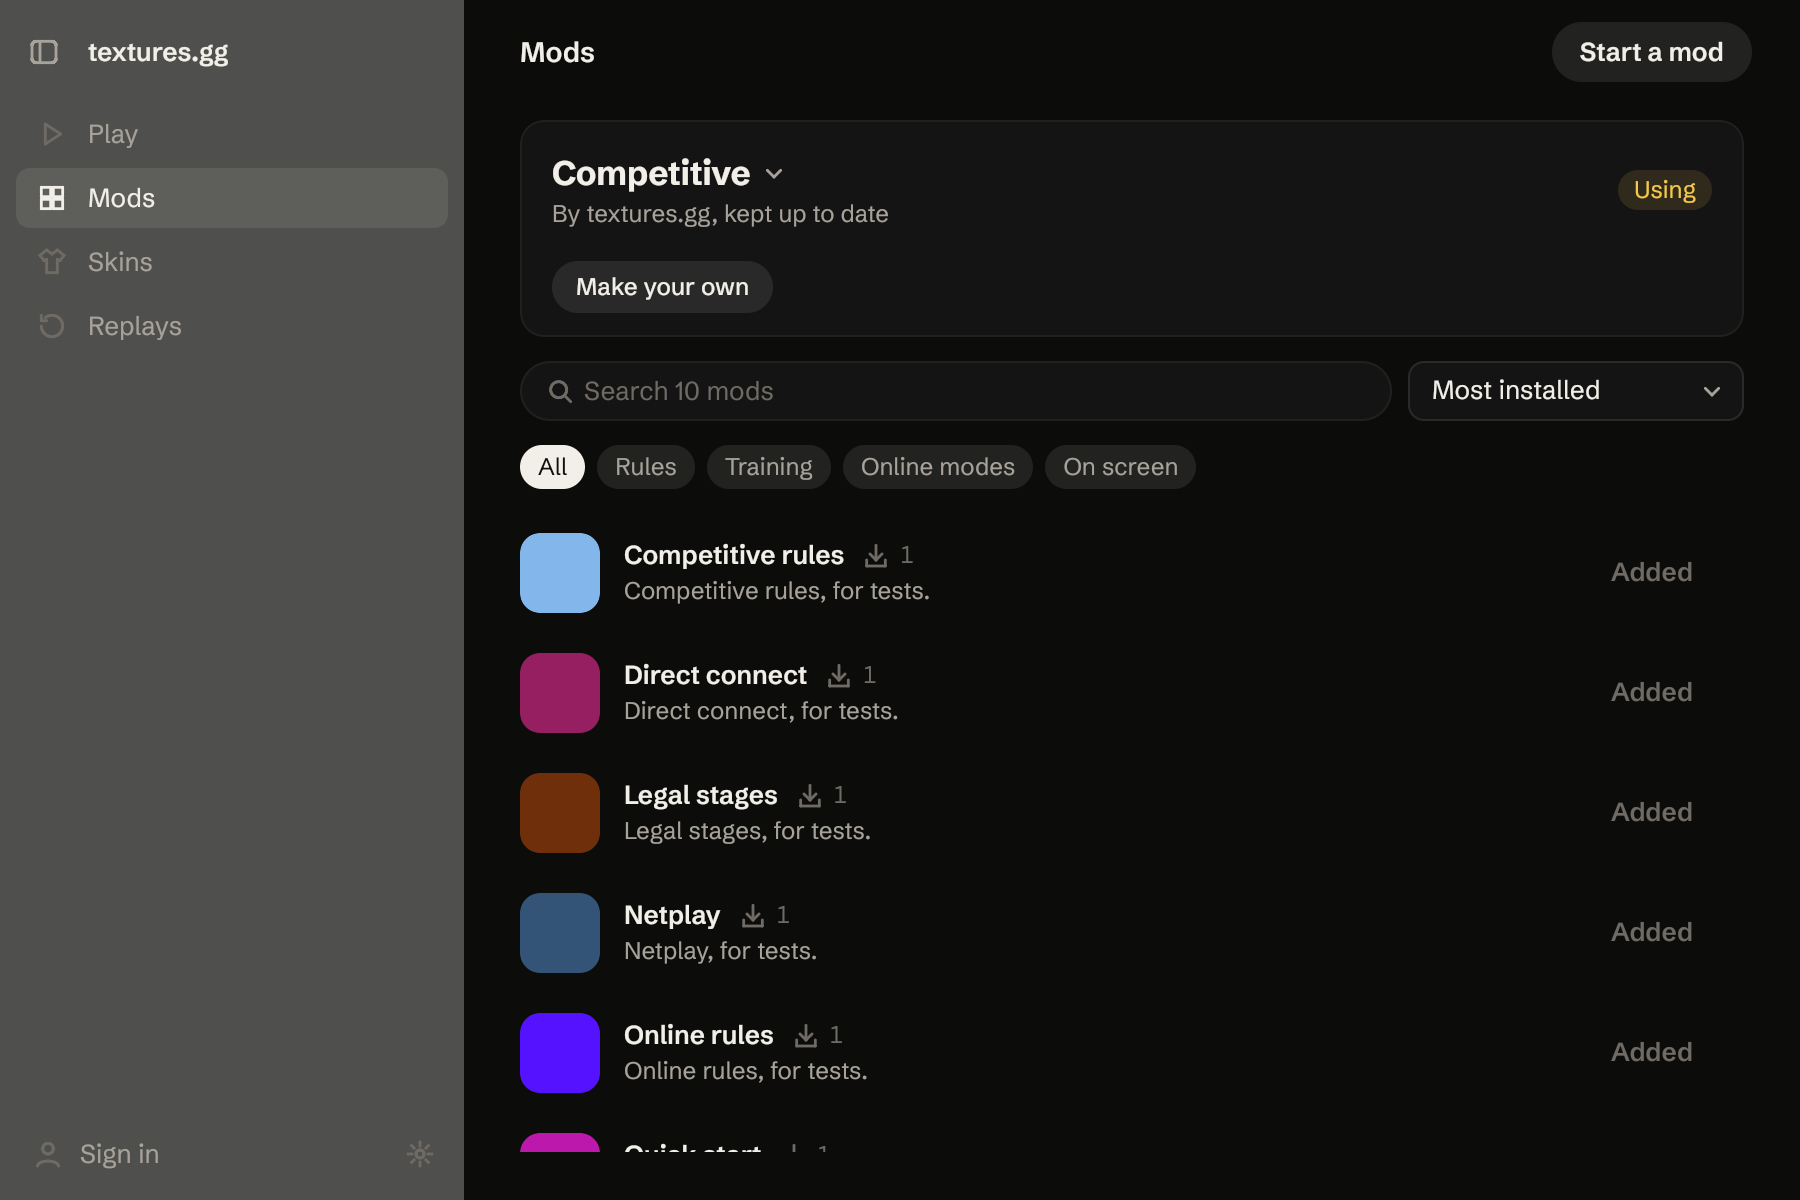 textures.gg
Play
Mods
Skins
Replays
Sign in
Mods
Start a mod
Competitive
By textures.gg, kept up to date
Using
Make your own
Search 10 mods
Most installed
All
Rules
Training
Online modes
On screen
Competitive rules 1
Competitive rules, for tests.
Added
Direct connect 1
Direct connect, for tests.
Added
Legal stages 1
Legal stages, for tests.
Added
Netplay 1
Netplay, for tests.
Added
Online rules 1
Online rules, for tests.
Added
Quick start 1